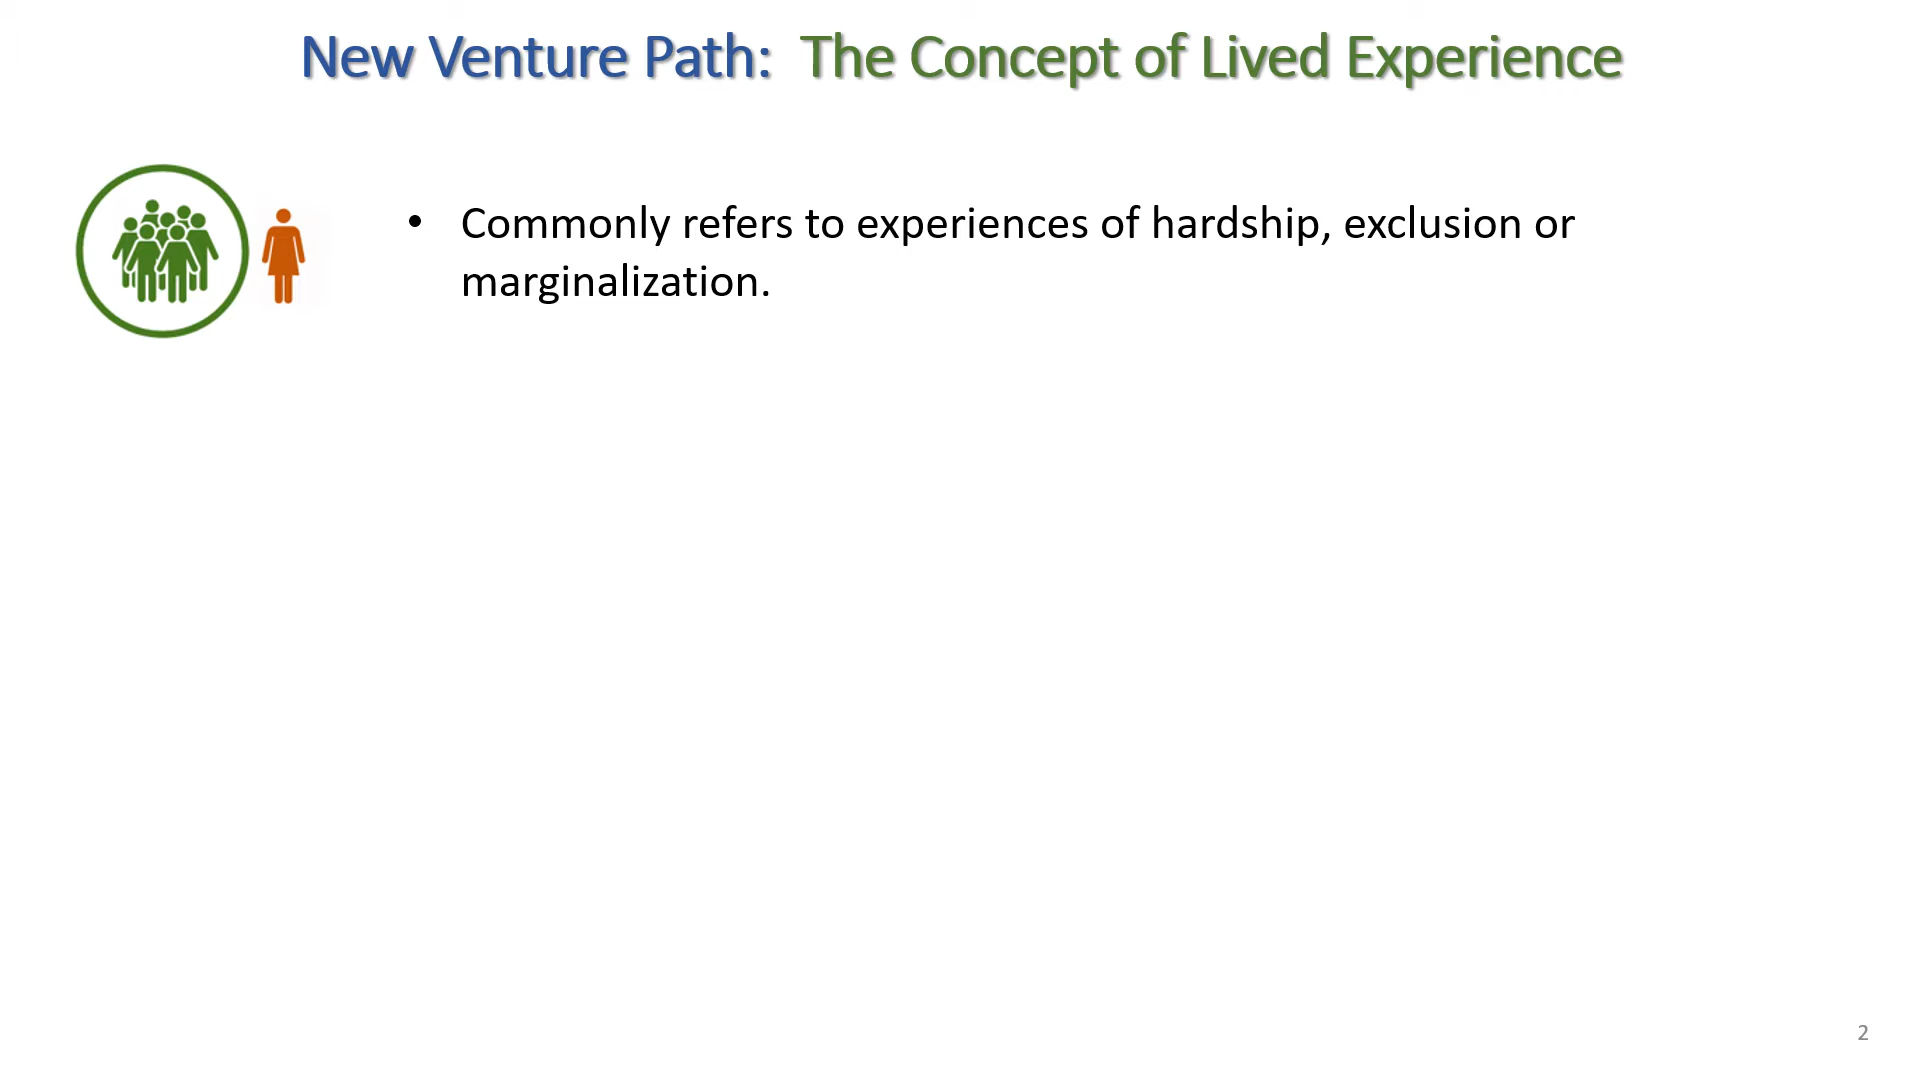 New Venture Path: The Concept of Lived Experience
• Commonly refers to experiences of hardship, exclusion or
marginalization.
2